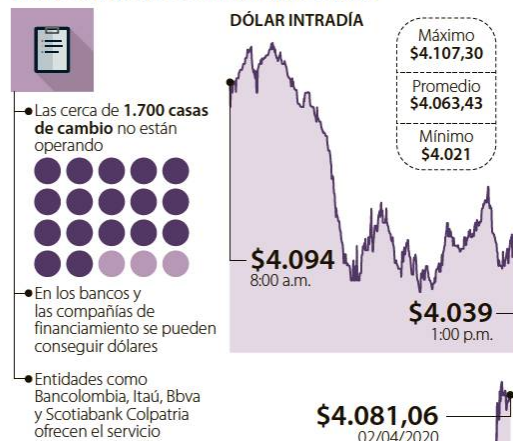 Las cerca de 1.700 casas
de cambio no están
operando
En los bancos y
las compañías de
financiamiento se pueden
conseguir dólares
Entidades como
Bancolombia, Itaú, Bbva
y Scotiabank Colpatria
ofrecen el servicio
DÓLAR INTRADÍA
Máximo
$4.107,30
Promedio
$4.063,43
Mínimo
$4.021
$4.094
8:00 a.m.
$4.039
1:00 p.m.
$4.081,06
02/04/2020